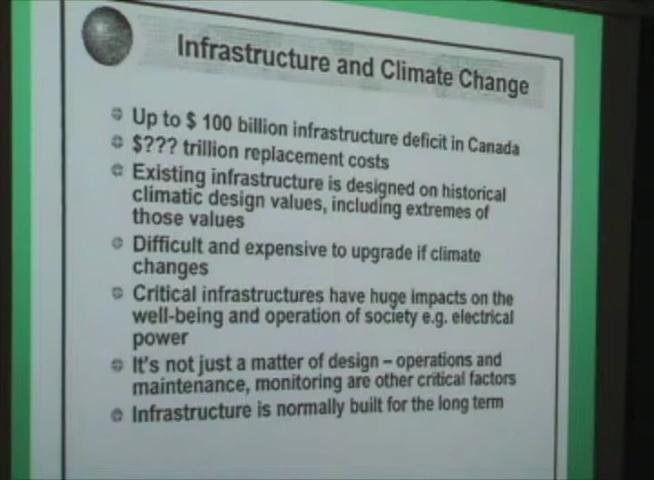 Infrastructure and Climate Change
Up to $ 100 billion infrastructure deficit in Canada
$??? trillion replacement costs
Existing infrastructure is designed on historical
climatic design values, including extremes of
those values
Difficult and expensive to upgrade if climate
changes
Critical infrastructures have huge impacts on the
well-being and operation of society e.g. electrical
power
It's not just a matter of design – operations and
maintenance, monitoring are other critical factors
Infrastructure is normally built for the long term